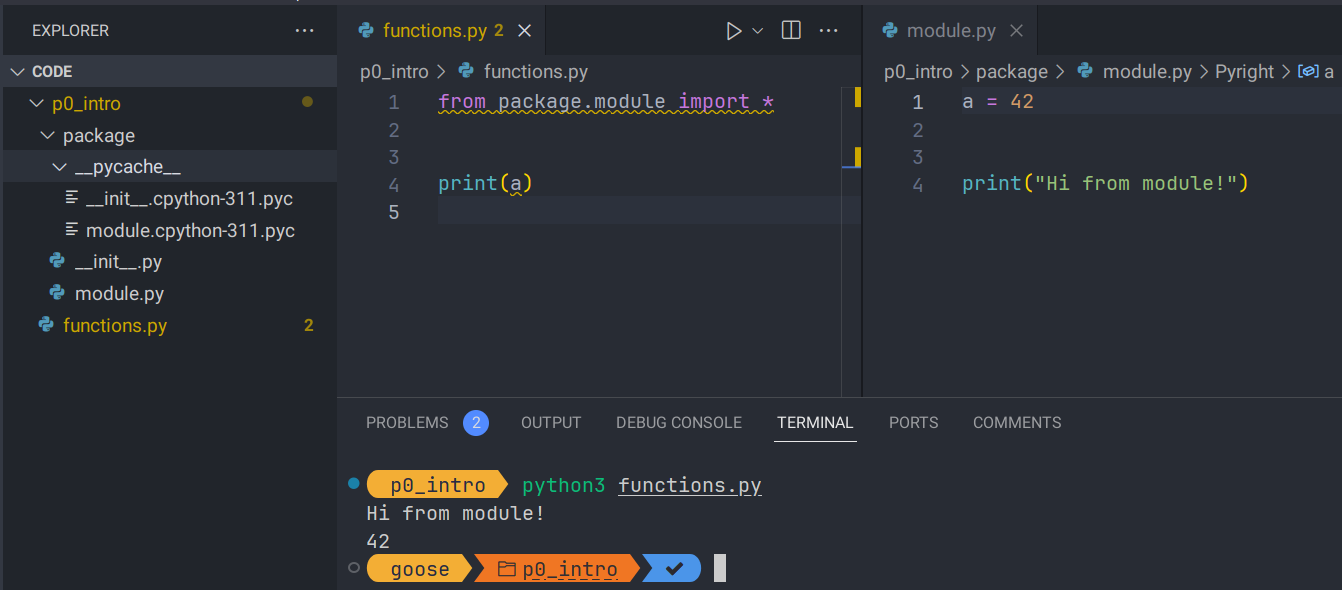 EXPLORER ...
CODE
p0_intro
package
__pycache__
__init__.cpython-311.pyc
module.cpython-311.pyc
__init__.py
module.py
functions.py 2
functions.py 2
p0_intro > functions.py
1 from package.module import *
2
3
4 print(a)
5
module.py
p0_intro > package > module.py > Pyright > a
1 a = 42
2
3
4 print("Hi from module!")
PROBLEMS 2 OUTPUT DEBUG CONSOLE TERMINAL PORTS COMMENTS
p0_intro python3 functions.py
Hi from module!
42
goose p0_intro